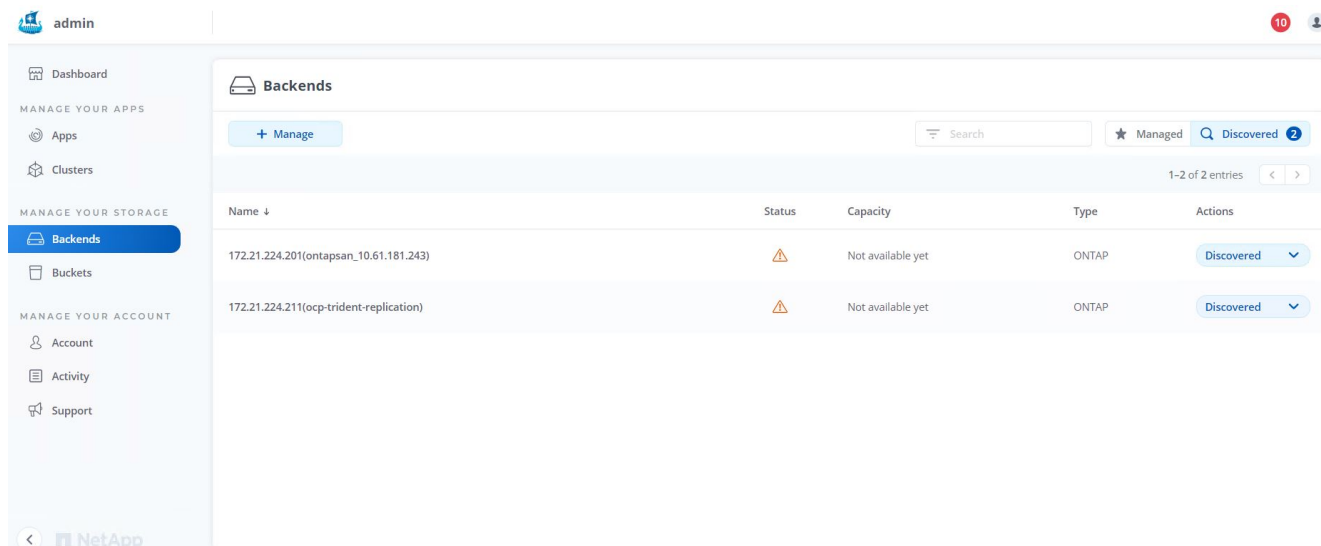 admin
10
Dashboard
MANAGE YOUR APPS
Apps
Clusters
MANAGE YOUR STORAGE
Backends
Buckets
MANAGE YOUR ACCOUNT
Account
Activity
Support
NetApp
Backends
+ Manage
Search
Managed
Discovered 2
1–2 of 2 entries
Name ↓ Status Capacity Type Actions
172.21.224.201(ontapsan_10.61.181.243) Not available yet ONTAP Discovered
172.21.224.211(ocp-trident-replication) Not available yet ONTAP Discovered